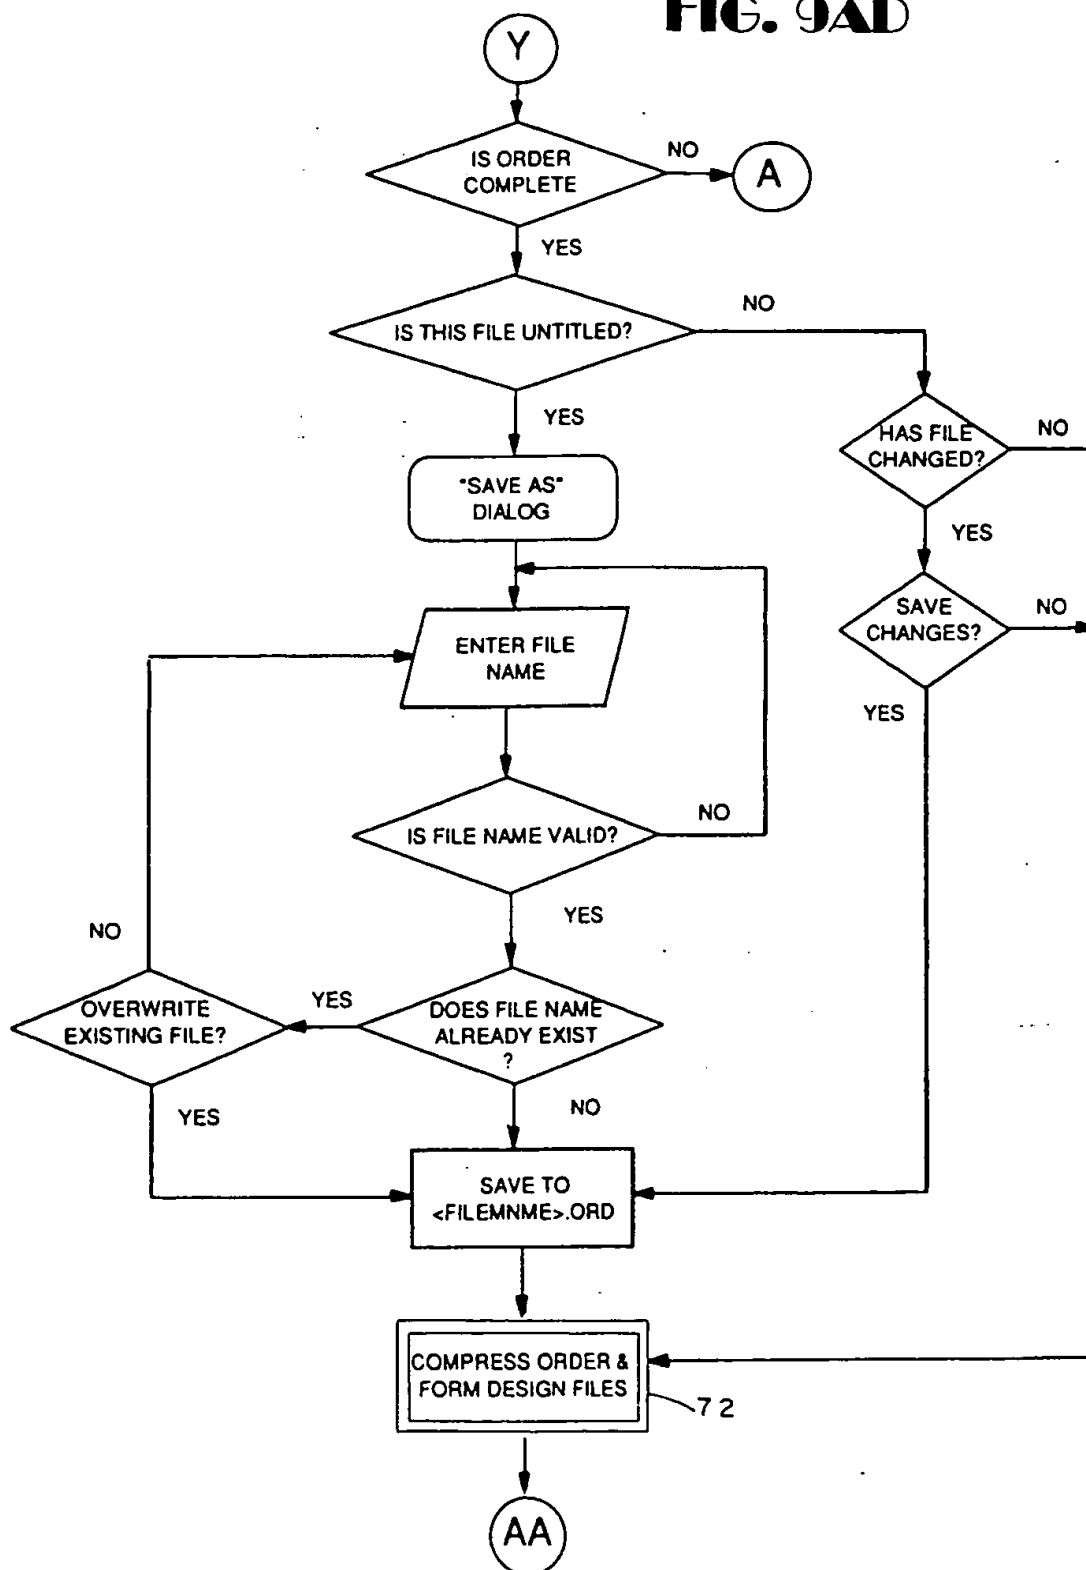 FIG. 9AD
Y
IS ORDER
COMPLETE
NO
A
YES
IS THIS FILE UNTITLED?
NO
YES
HAS FILE
CHANGED?
NO
"SAVE AS"
DIALOG
YES
SAVE
CHANGES?
NO
ENTER FILE
NAME
YES
IS FILE NAME VALID?
NO
YES
NO
OVERWRITE
EXISTING FILE?
YES
DOES FILE NAME
ALREADY EXIST
?
YES
NO
SAVE TO
<FILEMNME>.ORD
COMPRESS ORDER &
FORM DESIGN FILES
72
AA